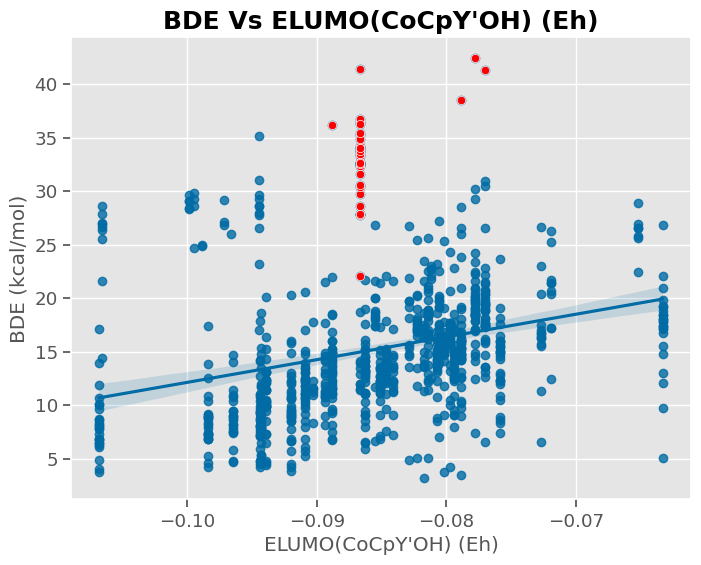 BDE Vs ELUMO(CoCpY'OH) (Eh)
BDE (kcal/mol)
40
35
30
25
20
15
10
5
−0.10 −0.09 −0.08 −0.07
ELUMO(CoCpY'OH) (Eh)